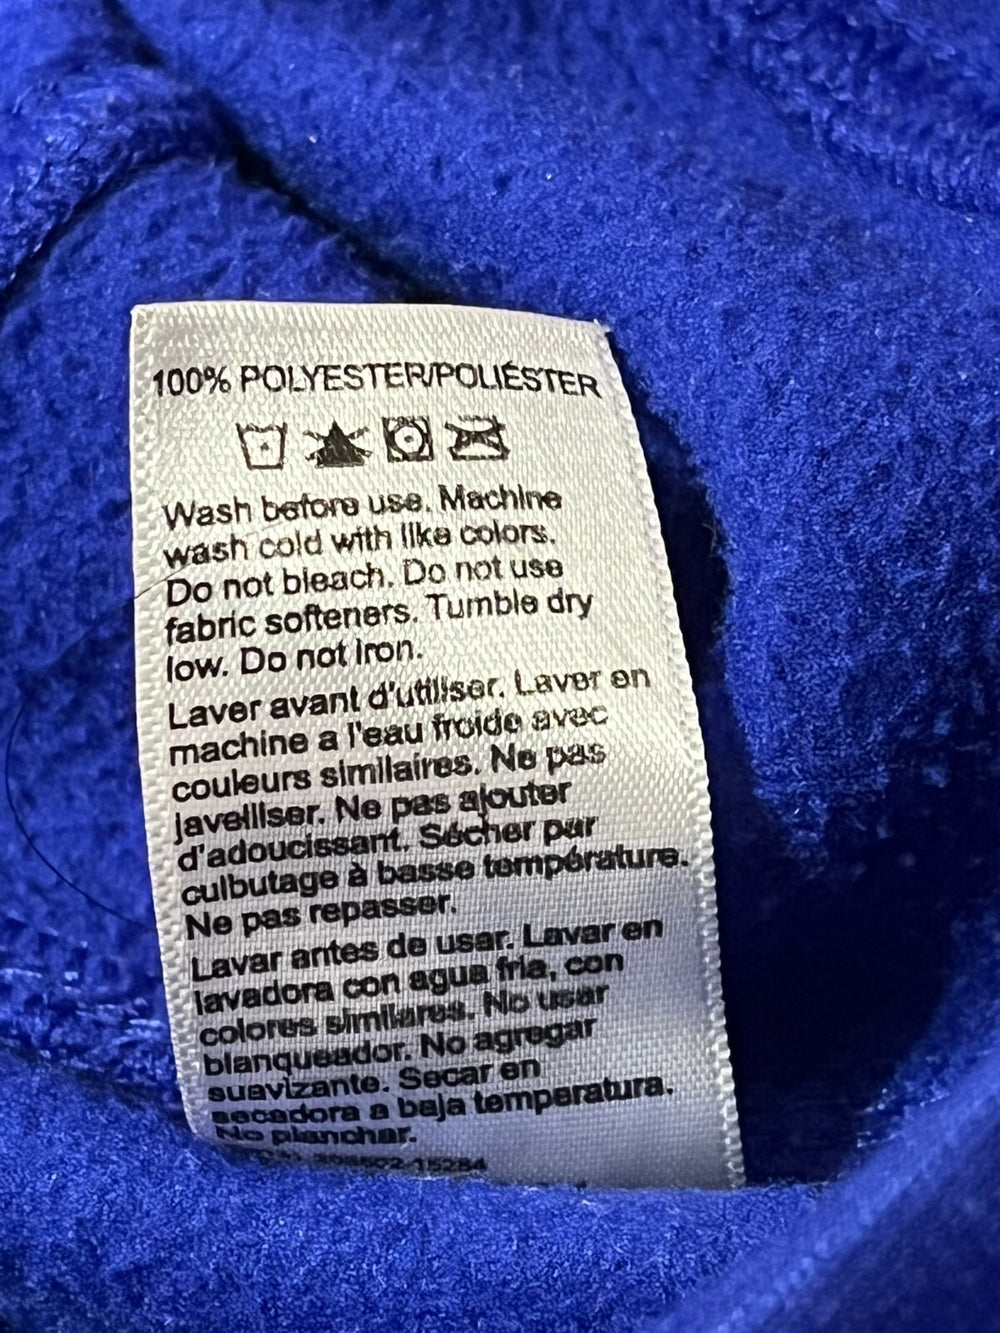 100% POLYESTER/POLIÉSTER
Wash before use. Machine
wash cold with like colors.
Do not bleach. Do not use
fabric softeners. Tumble dry
low. Do not iron.
Laver avant d'utiliser. Laver en
machine a l'eau froide avec
couleurs similaires. Ne pas
javelliser. Ne pas ajouter
d'adoucissant. Sécher par
culbutage à basse température.
Ne pas repasser.
Lavar antes de usar. Lavar en
lavadora con agua fria, con
colores similares. No usar
blanqueador. No agregar
suavizante. Secar en
secadora a baja temperatura.
No planchar.